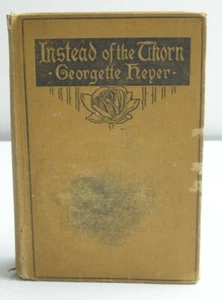 Instead of the Thorn
- Georgette Heyer -